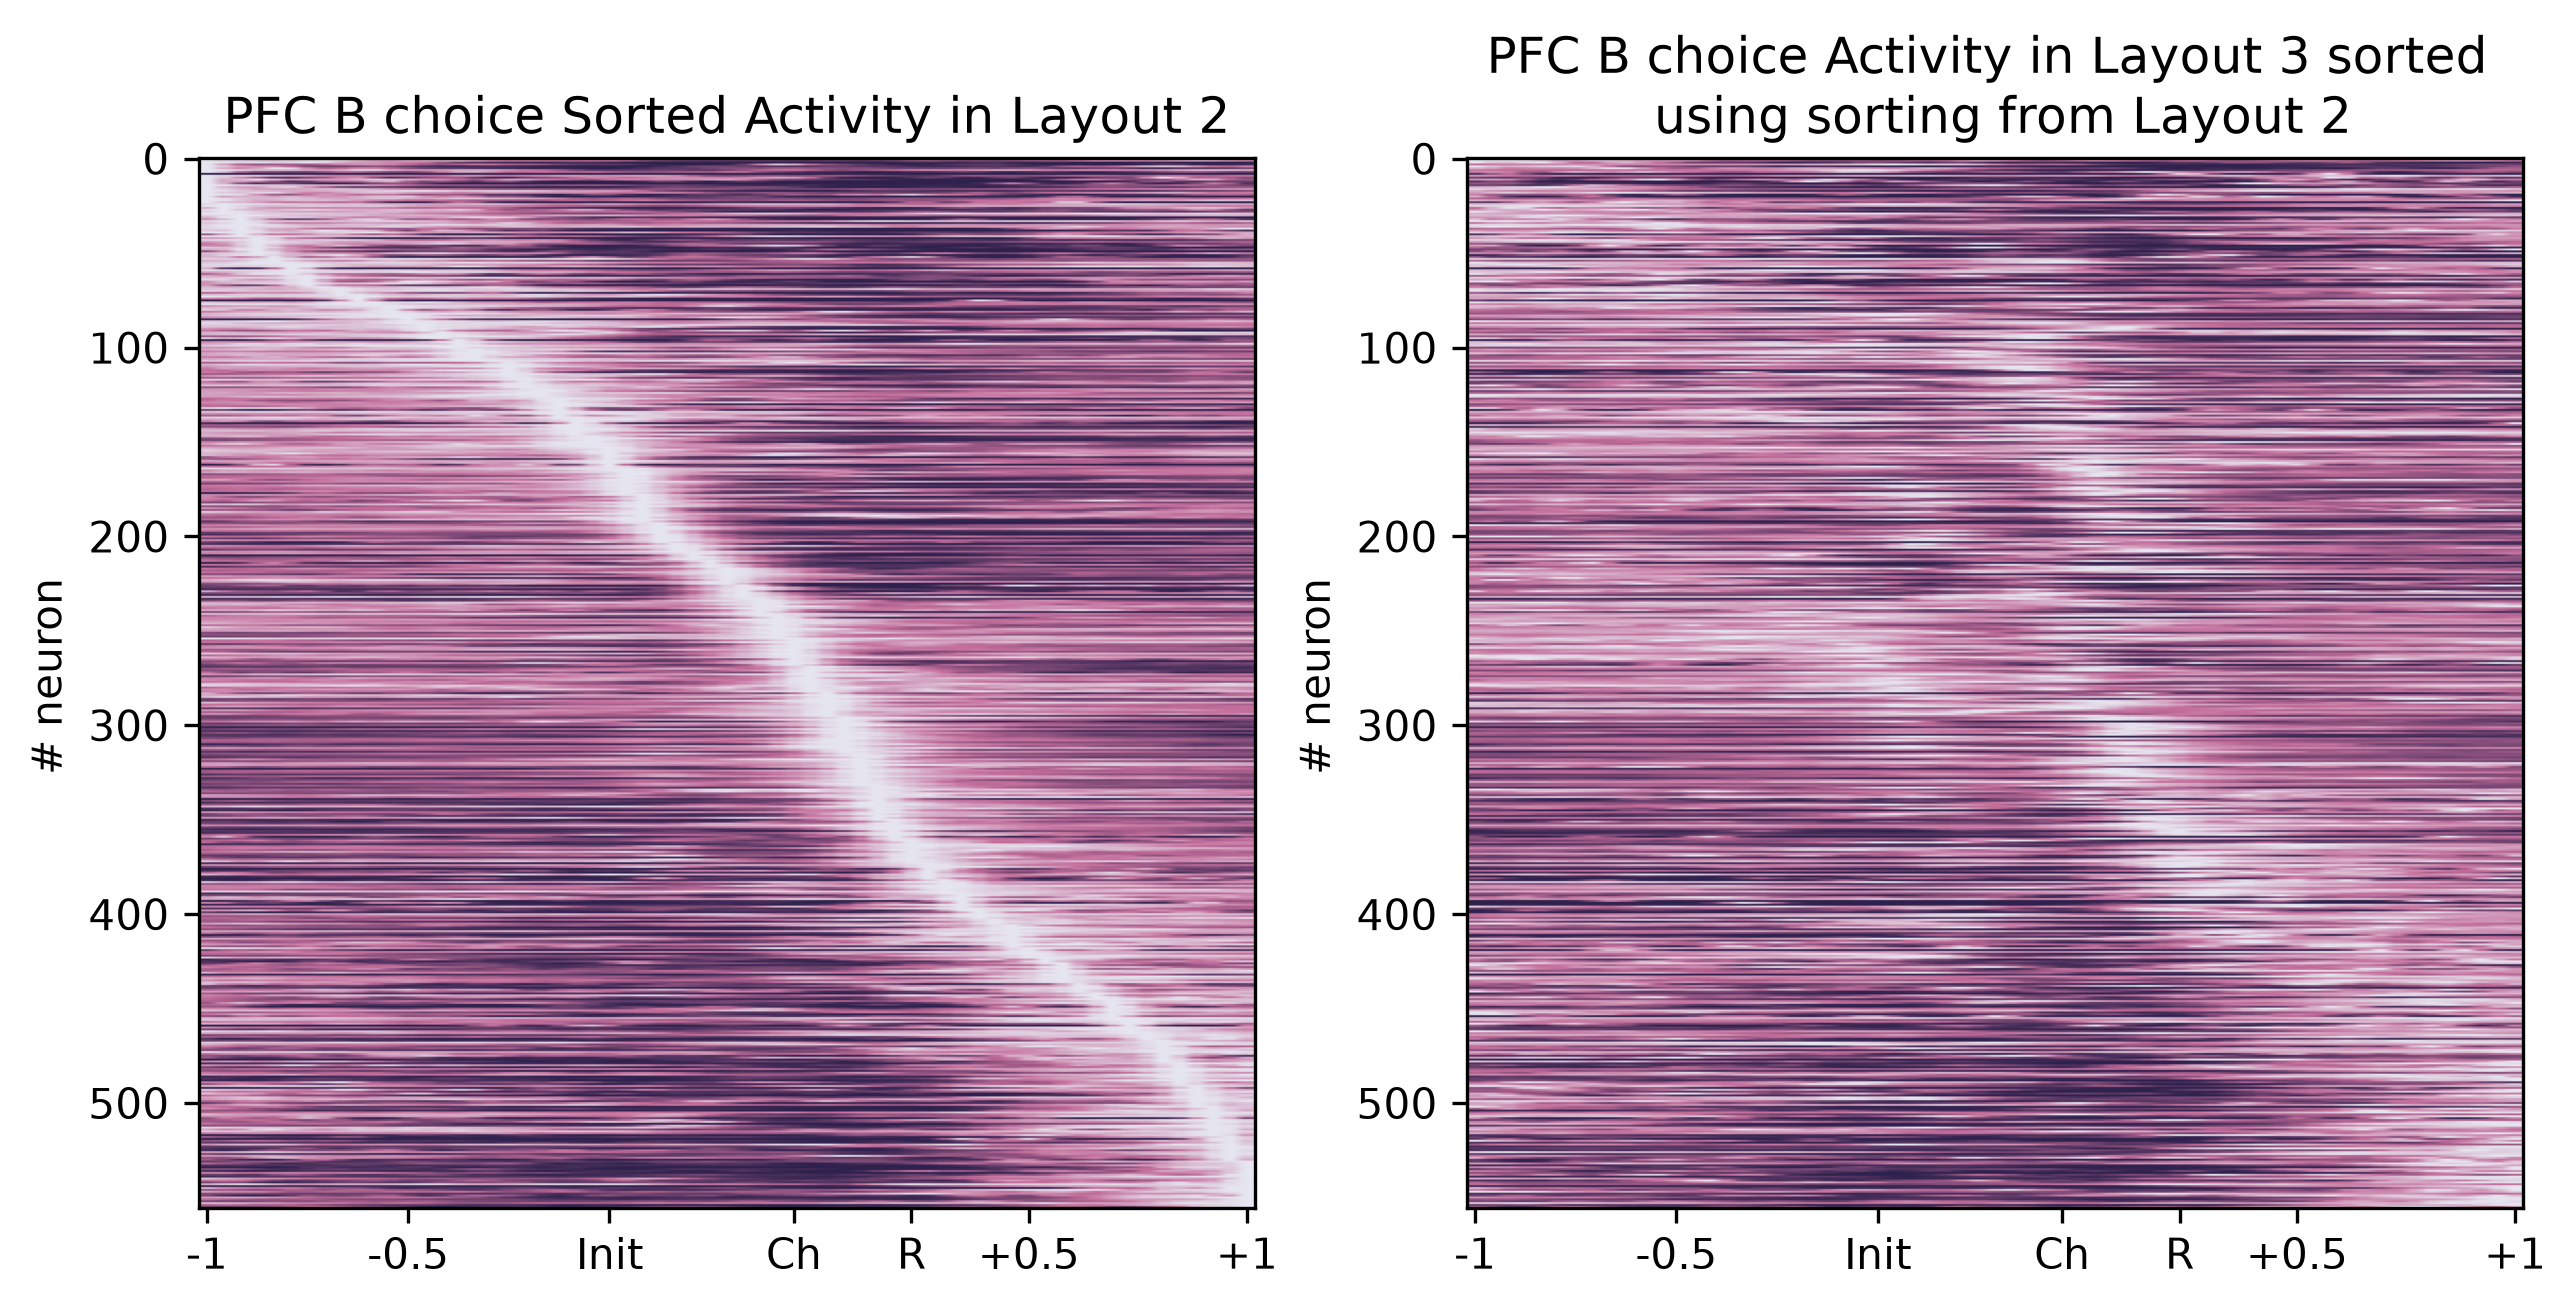 PFC B choice Sorted Activity in Layout 2
0
100
200
300
400
500
# neuron
-1 -0.5 Init Ch R +0.5 +1
PFC B choice Activity in Layout 3 sorted
using sorting from Layout 2
0
100
200
300
400
500
# neuron
-1 -0.5 Init Ch R +0.5 +1